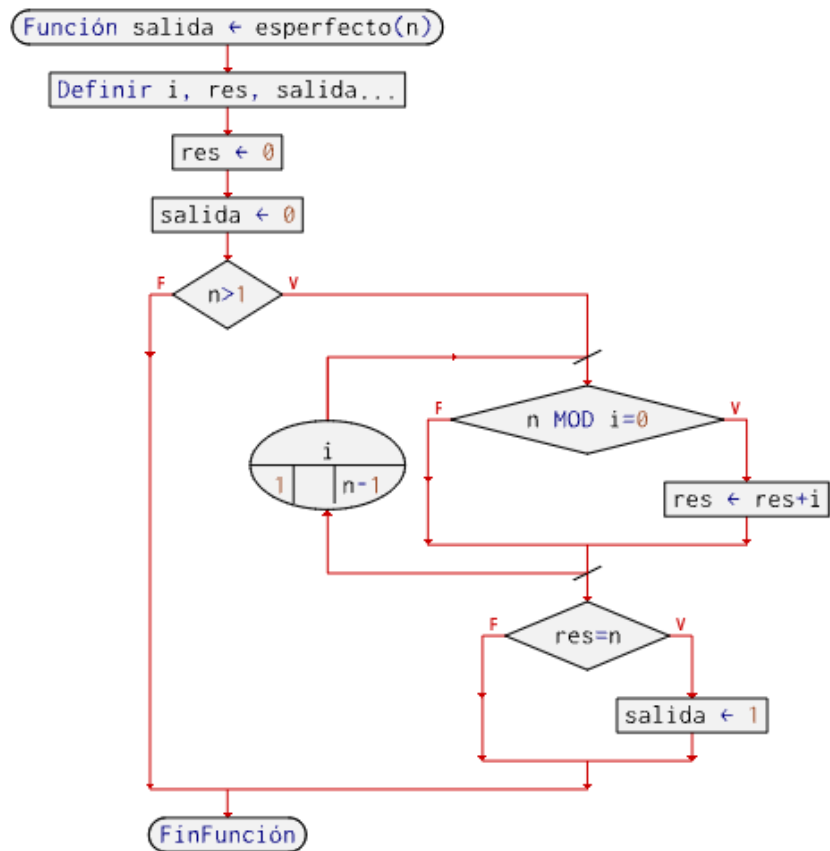 Función salida ← esperfecto(n)
Definir i, res, salida...
res ← 0
salida ← 0
F
n>1
V
i
1
n-1
F
n MOD i=0
V
res ← res+i
F
res=n
V
salida ← 1
FinFunción